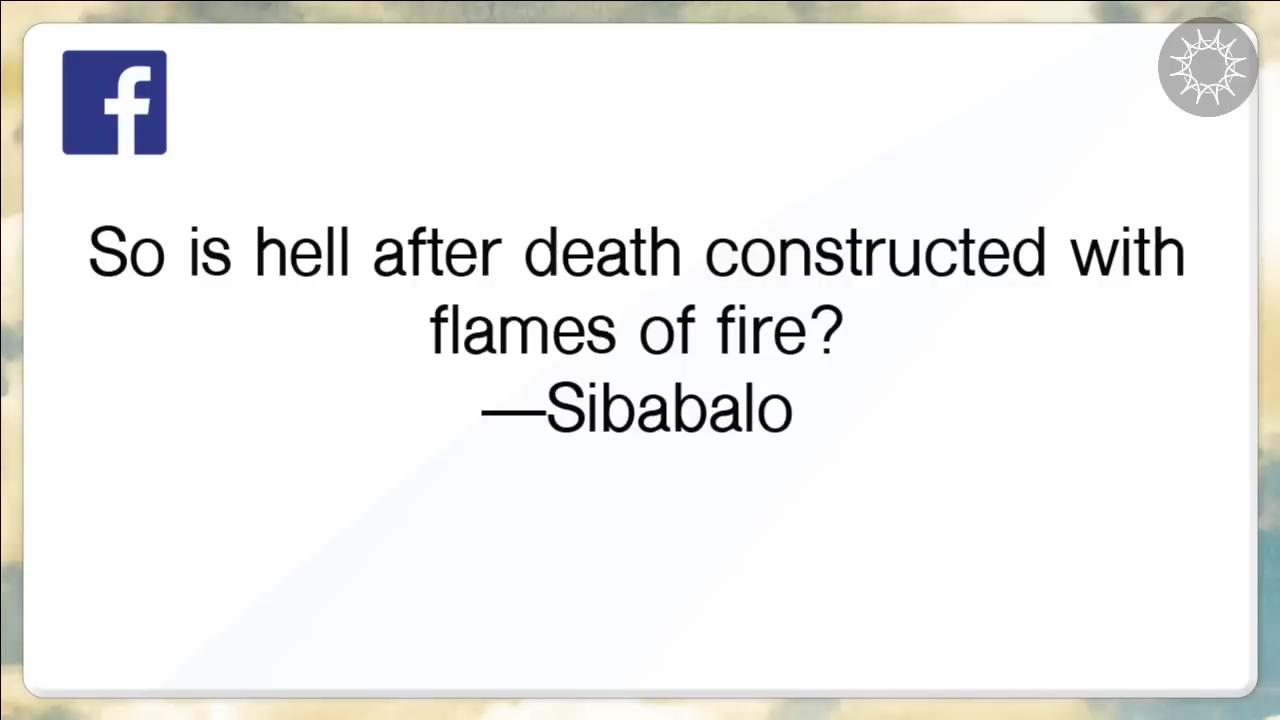 So is hell after death constructed with
flames of fire?
—Sibabalo